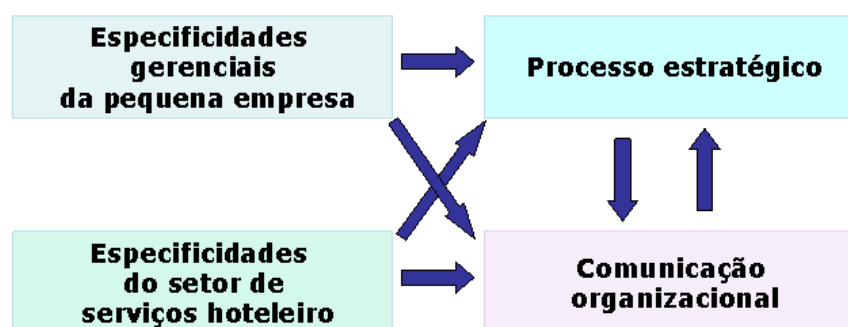 Especificidades
gerenciais
da pequena empresa
Processo estratégico
Especificidades
do setor de
serviços hoteleiro
Comunicação
organizacional